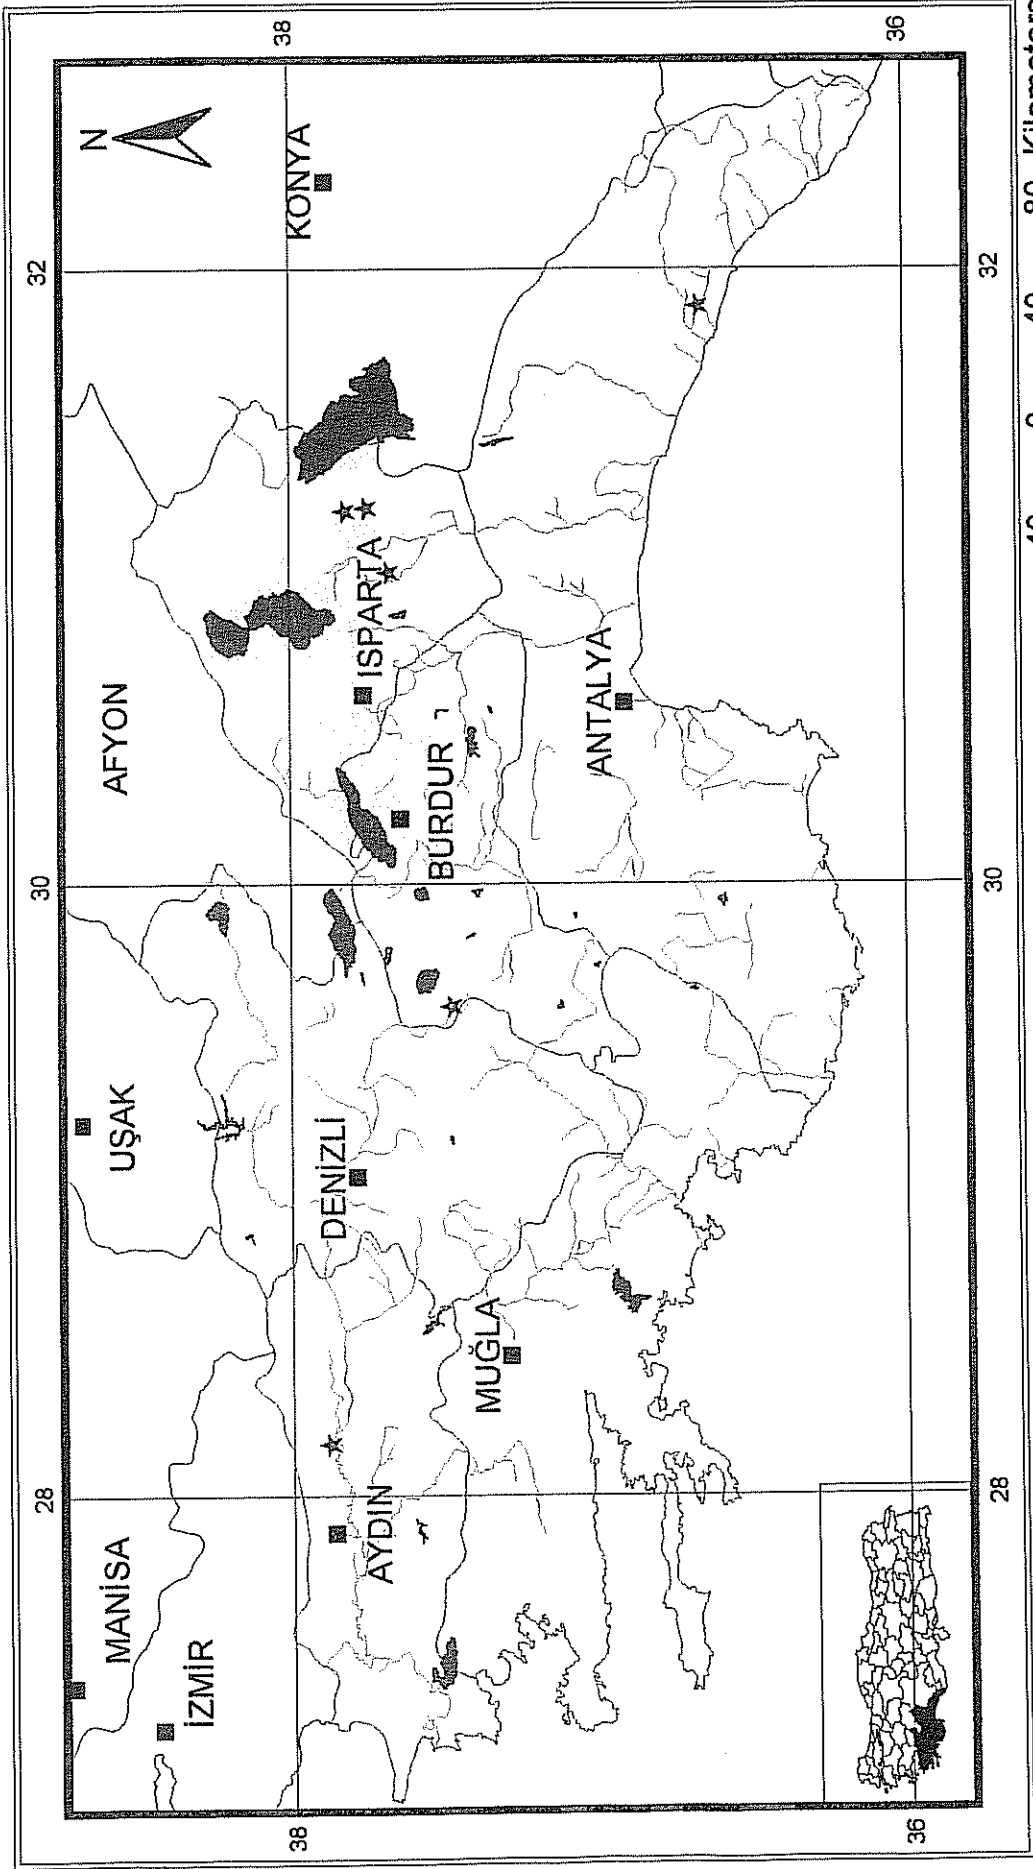 28
30
32
38
38
36
36
28
30
32
N
MANİSA
İZMİR
UŞAK
AFYON
KONYA
AYDIN
DENİZLİ
MUĞLA
BURDUR
ISPARTA
ANTALYA
40
0
40
80
Kilometers